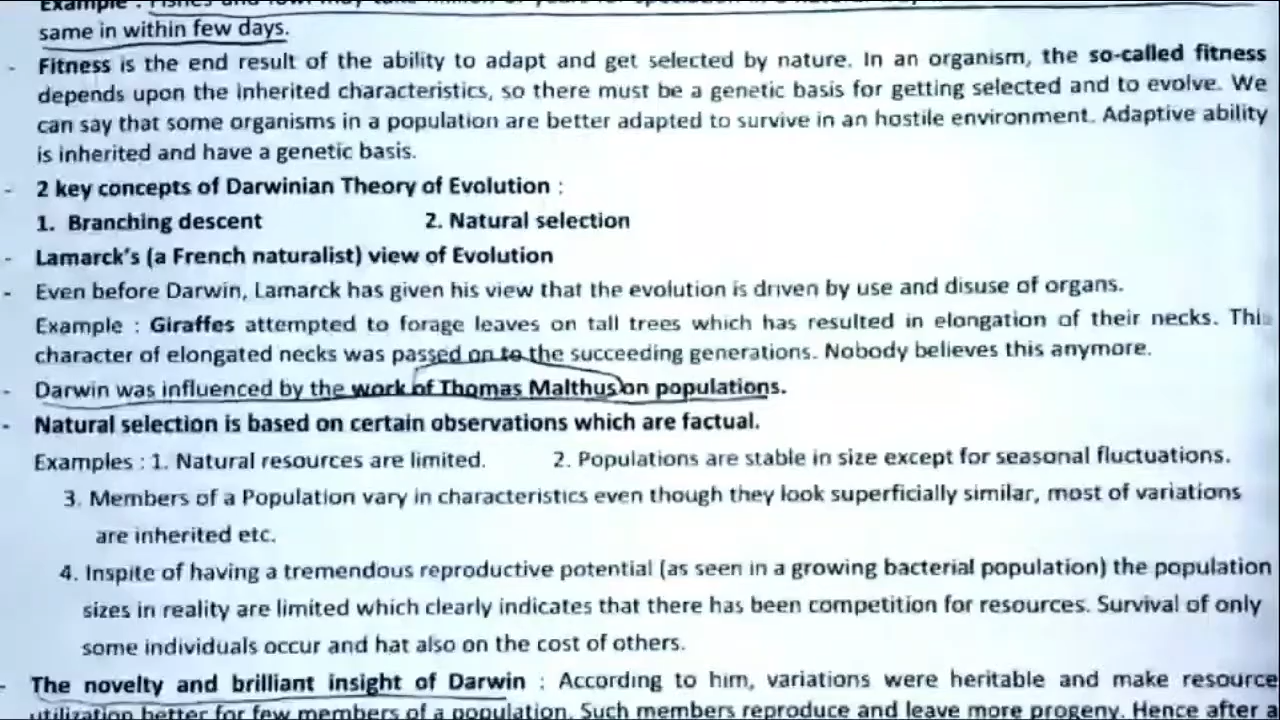 Example :
same in within few days.
- Fitness is the end result of the ability to adapt and get selected by nature. In an organism, the so-called fitness
depends upon the inherited characteristics, so there must be a genetic basis for getting selected and to evolve. We
can say that some organisms in a population are better adapted to survive in an hostile environment. Adaptive ability
is inherited and have a genetic basis.
- 2 key concepts of Darwinian Theory of Evolution :
1. Branching descent 2. Natural selection
- Lamarck's (a French naturalist) view of Evolution
- Even before Darwin, Lamarck has given his view that the evolution is driven by use and disuse of organs.
Example : Giraffes attempted to forage leaves on tall trees which has resulted in elongation of their necks. This
character of elongated necks was passed on to the succeeding generations. Nobody believes this anymore.
- Darwin was influenced by the work of Thomas Malthus on populations.
- Natural selection is based on certain observations which are factual.
Examples : 1. Natural resources are limited. 2. Populations are stable in size except for seasonal fluctuations.
3. Members of a Population vary in characteristics even though they look superficially similar, most of variations
are inherited etc.
4. Inspite of having a tremendous reproductive potential (as seen in a growing bacterial population) the population
sizes in reality are limited which clearly indicates that there has been competition for resources. Survival of only
some individuals occur and hat also on the cost of others.
- The novelty and brilliant insight of Darwin : According to him, variations were heritable and make resource
utilization better for few members of a population. Such members reproduce and leave more progeny. Hence after a